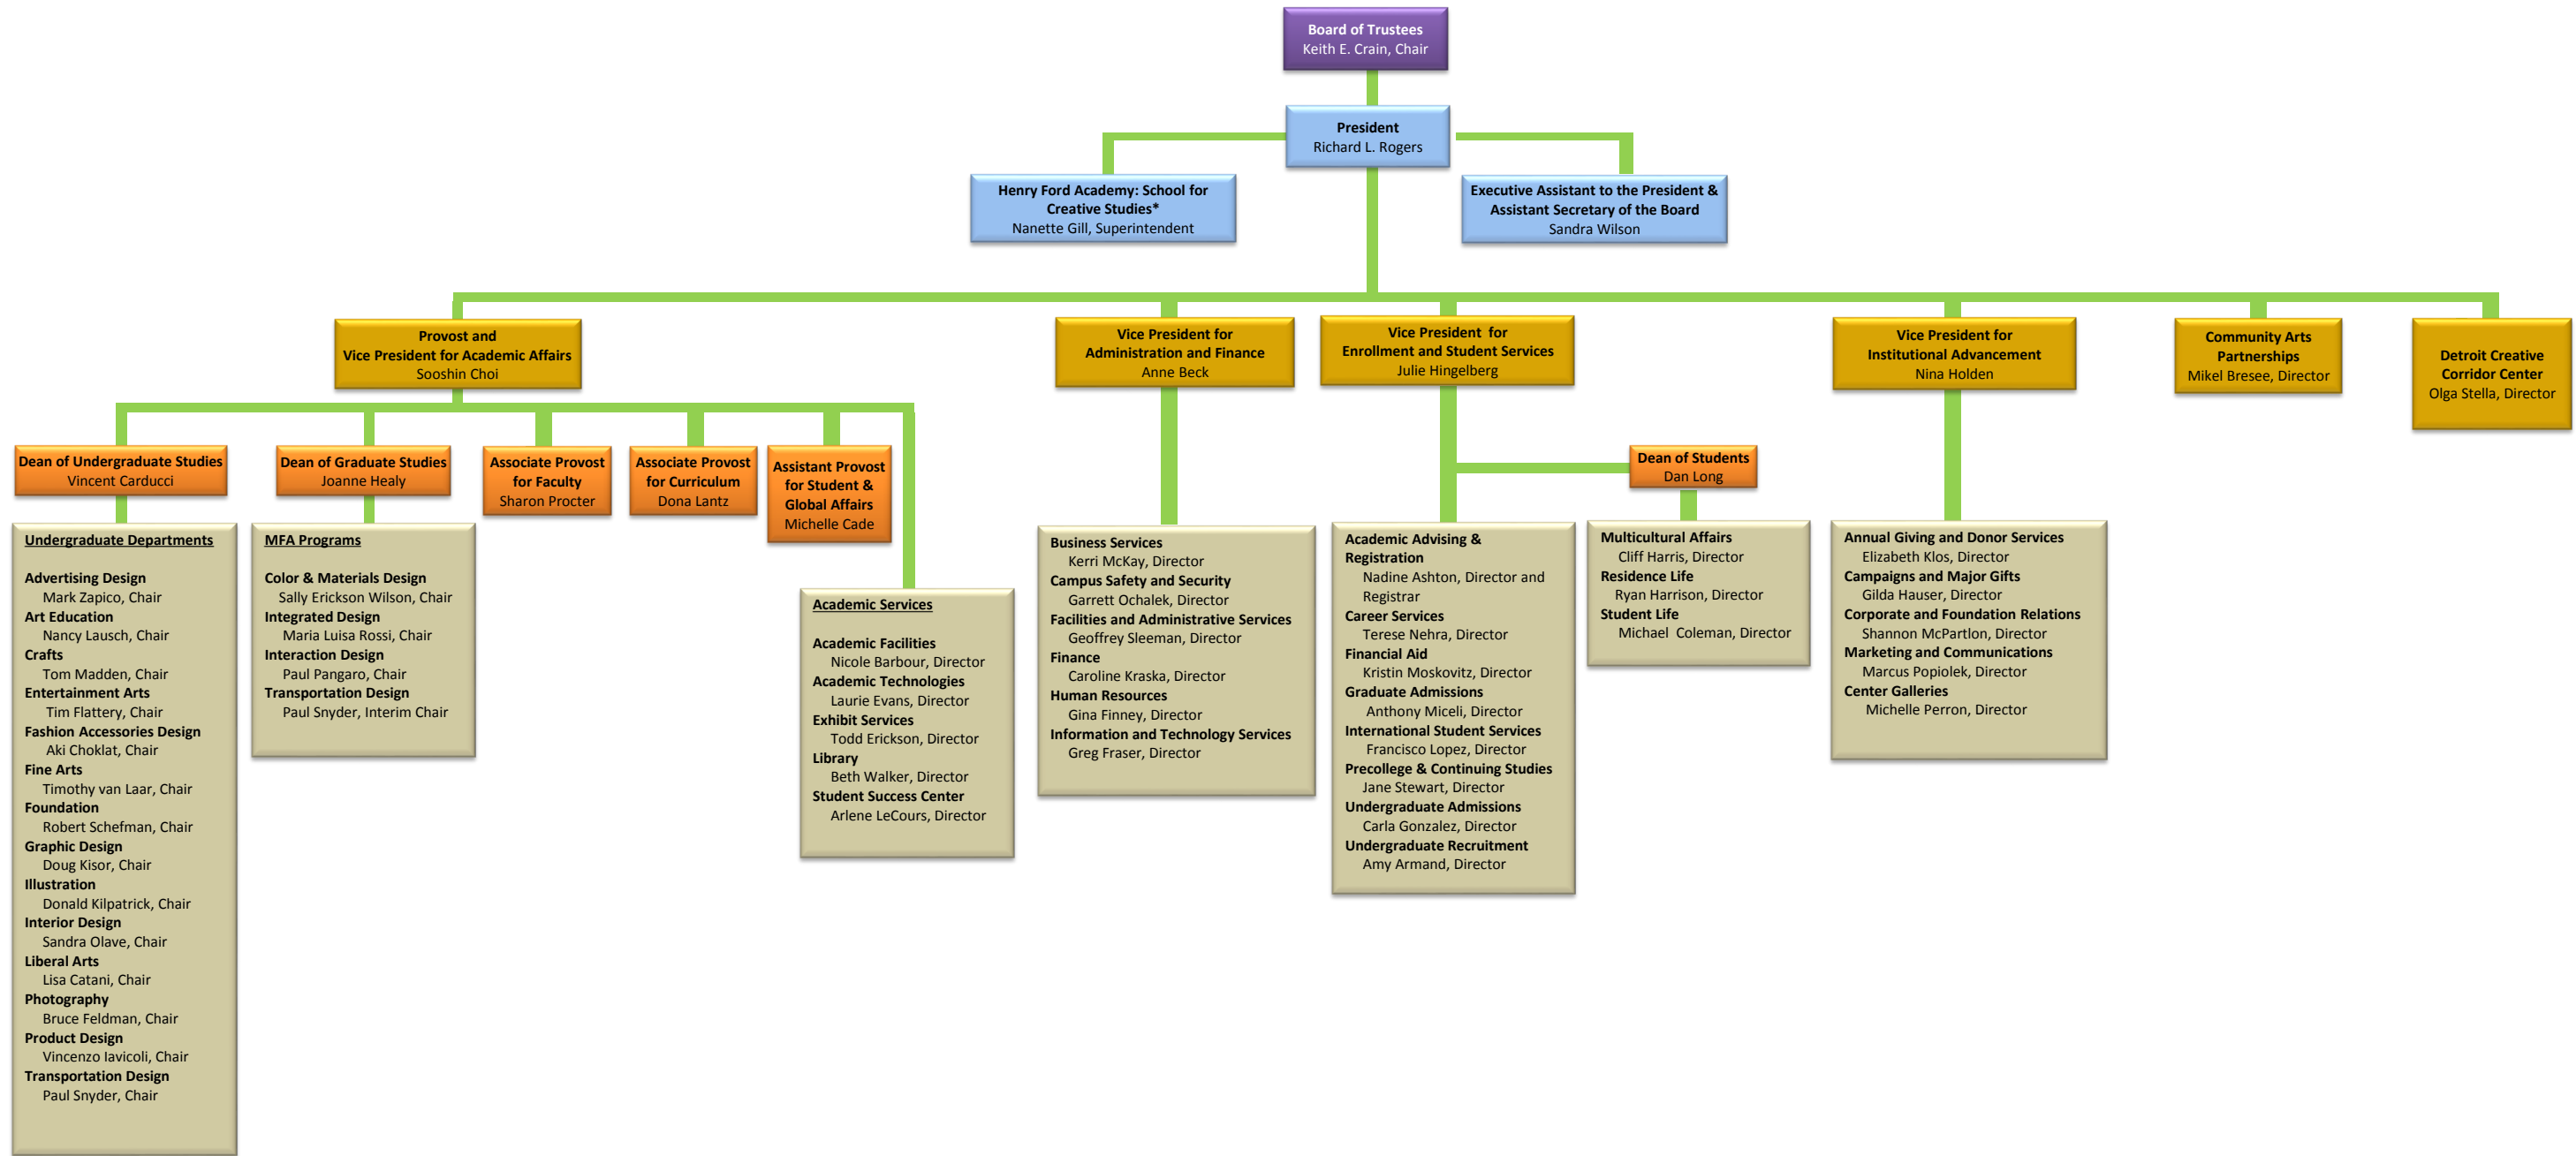 Board of Trustees
Keith E. Crain, Chair
President
Richard L. Rogers
Henry Ford Academy: School for
Creative Studies*
Nanette Gill, Superintendent
Executive Assistant to the President &
Assistant Secretary of the Board
Sandra Wilson
Provost and
Vice President for Academic Affairs
Sooshin Choi
Vice President for
Administration and Finance
Anne Beck
Vice President for
Enrollment and Student Services
Julie Hingelberg
Vice President for
Institutional Advancement
Nina Holden
Community Arts
Partnerships
Mikel Bresee, Director
Detroit Creative
Corridor Center
Olga Stella, Director
Dean of Undergraduate Studies
Vincent Carducci
Dean of Graduate Studies
Joanne Healy
Associate Provost
for Faculty
Sharon Procter
Associate Provost
for Curriculum
Dona Lantz
Assistant Provost
for Student &
Global Affairs
Michelle Cade
Dean of Students
Dan Long
Undergraduate Departments
Advertising Design
Mark Zapico, Chair
Art Education
Nancy Lausch, Chair
Crafts
Tom Madden, Chair
Entertainment Arts
Tim Flattery, Chair
Fashion Accessories Design
Aki Choklat, Chair
Fine Arts
Timothy van Laar, Chair
Foundation
Robert Schefman, Chair
Graphic Design
Doug Kisor, Chair
Illustration
Donald Kilpatrick, Chair
Interior Design
Sandra Olave, Chair
Liberal Arts
Lisa Catani, Chair
Photography
Bruce Feldman, Chair
Product Design
Vincenzo Iavicoli, Chair
Transportation Design
Paul Snyder, Chair
MFA Programs
Color & Materials Design
Sally Erickson Wilson, Chair
Integrated Design
Maria Luisa Rossi, Chair
Interaction Design
Paul Pangaro, Chair
Transportation Design
Paul Snyder, Interim Chair
Academic Services
Academic Facilities
Nicole Barbour, Director
Academic Technologies
Laurie Evans, Director
Exhibit Services
Todd Erickson, Director
Library
Beth Walker, Director
Student Success Center
Arlene LeCours, Director
Business Services
Kerri McKay, Director
Campus Safety and Security
Garrett Ochalek, Director
Facilities and Administrative Services
Geoffrey Sleeman, Director
Finance
Caroline Kraska, Director
Human Resources
Gina Finney, Director
Information and Technology Services
Greg Fraser, Director
Academic Advising &
Registration
Nadine Ashton, Director and
Registrar
Career Services
Terese Nehra, Director
Financial Aid
Kristin Moskovitz, Director
Graduate Admissions
Anthony Miceli, Director
International Student Services
Francisco Lopez, Director
Precollege & Continuing Studies
Jane Stewart, Director
Undergraduate Admissions
Carla Gonzalez, Director
Undergraduate Recruitment
Amy Armand, Director
Multicultural Affairs
Cliff Harris, Director
Residence Life
Ryan Harrison, Director
Student Life
Michael Coleman, Director
Annual Giving and Donor Services
Elizabeth Klos, Director
Campaigns and Major Gifts
Gilda Hauser, Director
Corporate and Foundation Relations
Shannon McPartlon, Director
Marketing and Communications
Marcus Popiolek, Director
Center Galleries
Michelle Perron, Director